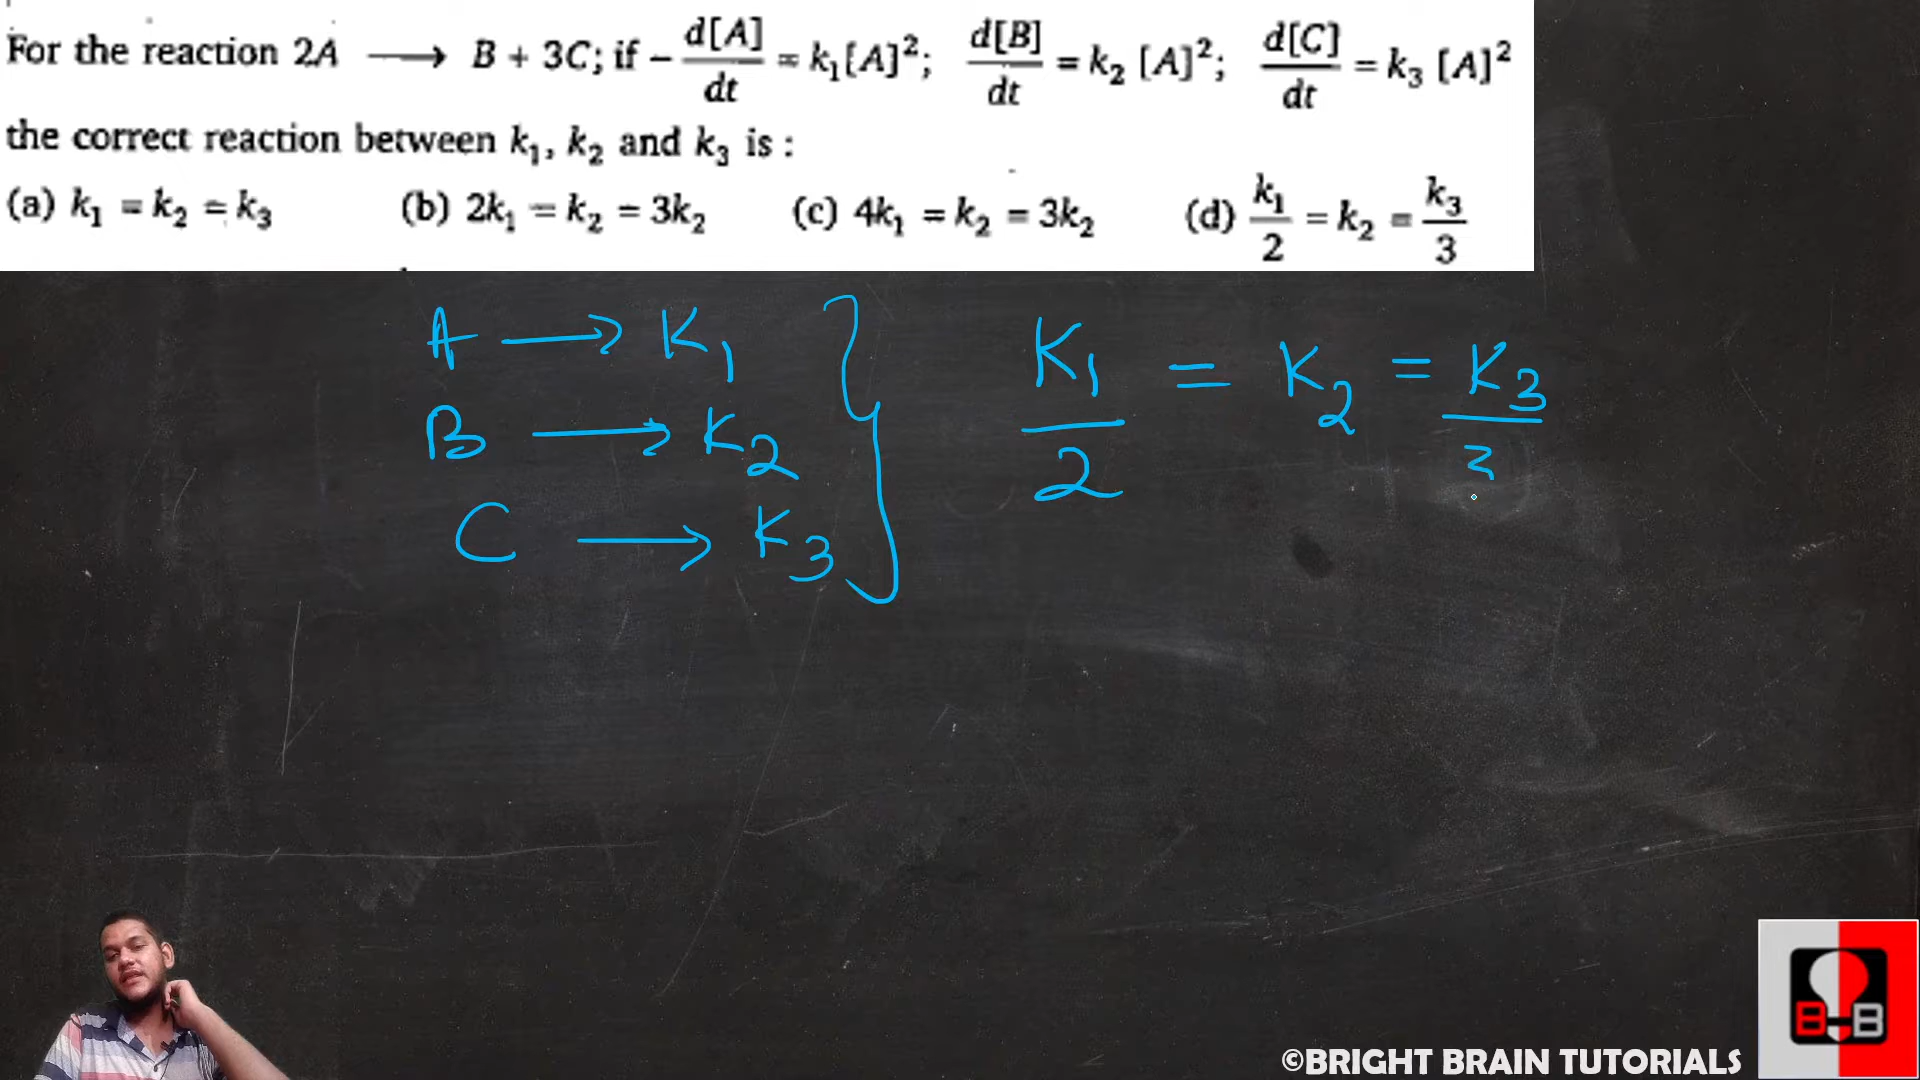 For the reaction 2A ⟶ B + 3C; if − d[A]/dt = k₁[A]²; d[B]/dt = k₂ [A]²; d[C]/dt = k₃ [A]²
the correct reaction between k₁, k₂ and k₃ is :
(a) k₁ = k₂ = k₃ (b) 2k₁ = k₂ = 3k₂ (c) 4k₁ = k₂ = 3k₂ (d) k₁/2 = k₂ = k₃/3
A ⟶ K₁
B ⟶ K₂
C ⟶ K₃
K₁/2 = K₂ = K₃/3
B B
©BRIGHT BRAIN TUTORIALS